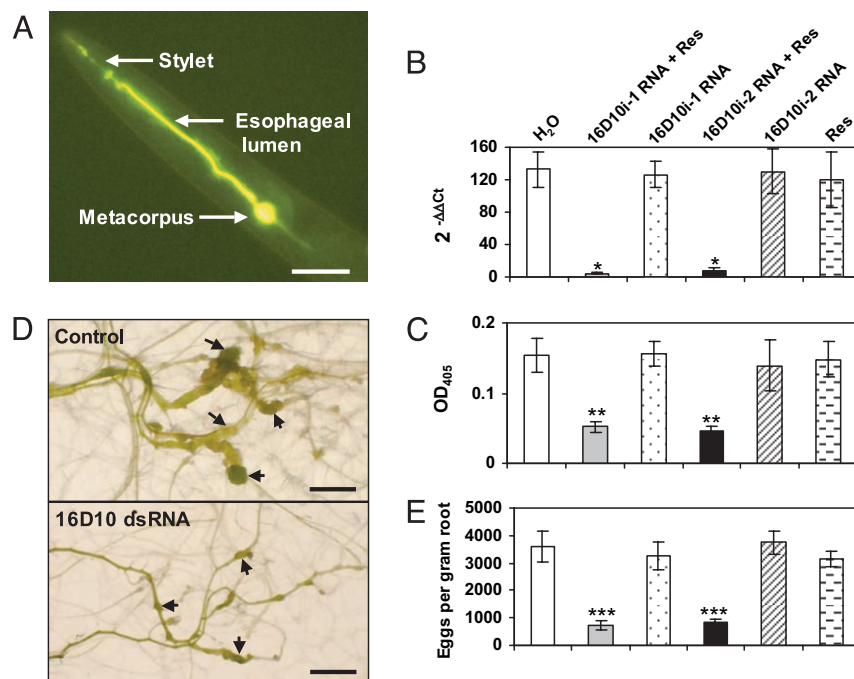 A
Stylet
Esophageal
lumen
Metacorpus
B
H₂O
16D10i-1 RNA + Res
16D10i-1 RNA
16D10i-2 RNA + Res
16D10i-2 RNA
Res
2 -ΔΔCt
160
120
80
40
0
*
*
C
OD₄₀₅
0.2
0.1
0
**
**
D
Control
16D10 dsRNA
E
Eggs per gram root
5000
4000
3000
2000
1000
0
***
***